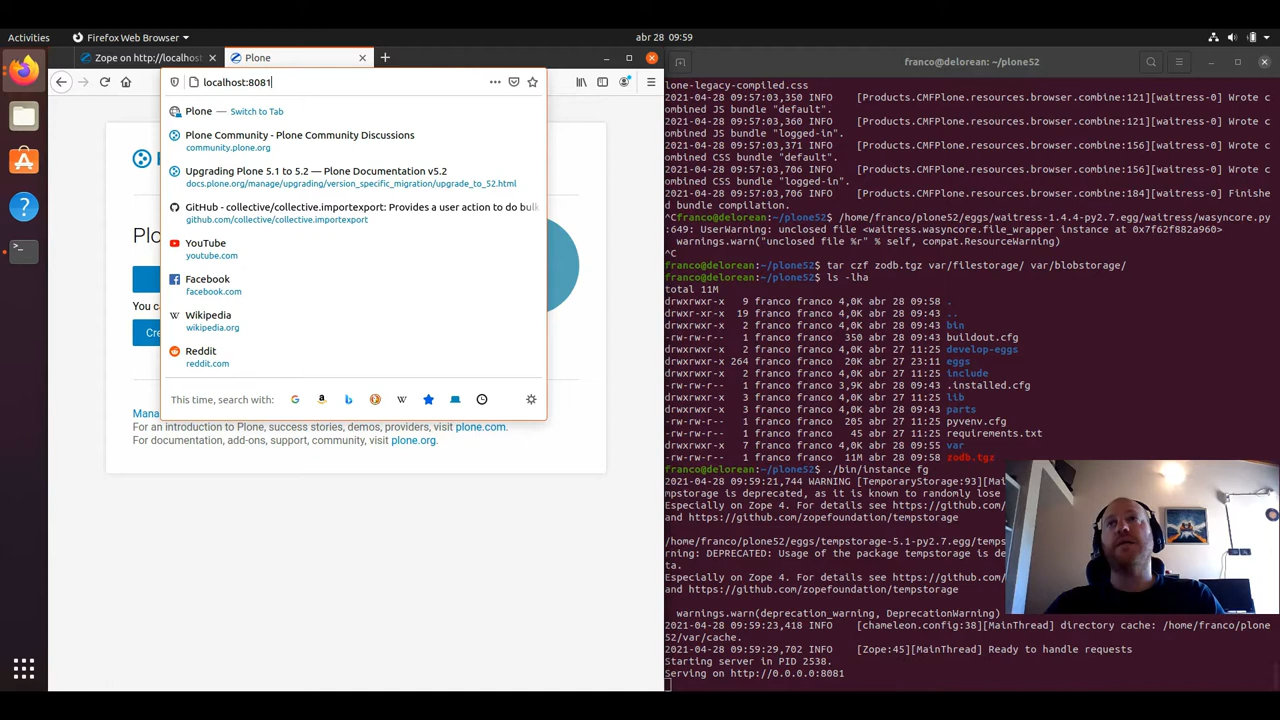 Activities
Firefox Web Browser
abr 28 09:59
Zope on http://localhost
Plone
franco@delorean: ~/plone52
localhost:8081
Plone — Switch to Tab
Plone Community - Plone Community Discussions
community.plone.org
Upgrading Plone 5.1 to 5.2 — Plone Documentation v5.2
docs.plone.org/manage/upgrading/version_specific_migration/upgrade_to_52.html
GitHub - collective/collective.importexport: Provides a user action to do bulk
github.com/collective/collective.importexport
YouTube
youtube.com
Facebook
facebook.com
Wikipedia
wikipedia.org
Reddit
reddit.com
This time, search with:
Plo
You ca
Cre
Mana
For an introduction to Plone, success stories, demos, providers, visit plone.com.
For documentation, add-ons, support, community, visit plone.org.
lone-legacy-compiled.css
2021-04-28 09:57:03,350 INFO    [Products.CMFPlone.resources.browser.combine:121][waitress-0] Wrote c
ombined JS bundle "default".
2021-04-28 09:57:03,360 INFO    [Products.CMFPlone.resources.browser.combine:121][waitress-0] Wrote c
ombined JS bundle "logged-in".
2021-04-28 09:57:03,371 INFO    [Products.CMFPlone.resources.browser.combine:156][waitress-0] Wrote c
ombined CSS bundle "default".
2021-04-28 09:57:03,706 INFO    [Products.CMFPlone.resources.browser.combine:156][waitress-0] Wrote c
ombined CSS bundle "logged-in".
2021-04-28 09:57:03,706 INFO    [Products.CMFPlone.resources.browser.combine:184][waitress-0] Finishe
d bundle compilation.
^Cfranco@delorean:~/plone52$ /home/franco/plone52/eggs/waitress-1.4.4-py2.7.egg/waitress/wasyncore.py
:649: UserWarning: unclosed file <waitress.wasyncore.file_wrapper instance at 0x7f62f882a960>
  warnings.warn("unclosed file %r" % self, compat.ResourceWarning)
^C
franco@delorean:~/plone52$ tar czf zodb.tgz var/filestorage/ var/blobstorage/
franco@delorean:~/plone52$ ls -lha
total 11M
drwxrwxr-x   9 franco franco 4,0K abr 28 09:58 .
drwxrwxr-x  19 franco franco 4,0K abr 28 09:43 ..
drwxrwxr-x   2 franco franco 4,0K abr 28 09:43 bin
-rw-rw-r--   1 franco franco  350 abr 28 09:43 buildout.cfg
drwxrwxr-x   2 franco franco 4,0K abr 27 11:25 develop-eggs
drwxrwxr-x 264 franco franco  20K abr 27 23:11 eggs
drwxrwxr-x   2 franco franco 4,0K abr 27 11:25 include
-rw-rw-r--   1 franco franco 3,9K abr 28 09:43 .installed.cfg
drwxrwxr-x   3 franco franco 4,0K abr 27 11:25 lib
drwxrwxr-x   3 franco franco 4,0K abr 28 09:43 parts
-rw-rw-r--   1 franco franco  205 abr 27 11:25 pyvenv.cfg
-rw-rw-r--   1 franco franco   45 abr 27 11:25 requirements.txt
drwxrwxr-x   7 franco franco 4,0K abr 28 09:55 var
-rw-rw-r--   1 franco franco  11M abr 28 09:58 zodb.tgz
franco@delorean:~/plone52$ ./bin/instance fg
2021-04-28 09:59:21,744 WARNING [TemporaryStorage:93][Ma
mpstorage is deprecated, as it is known to randomly lose
Especially on Zope 4. For details see https://github.co
and https://github.com/zopefoundation/tempstorage
/home/franco/plone52/eggs/tempstorage-5.1-py2.7.egg/temps
rning: DEPRECATED: Usage of the package tempstorage is de
ta.
Especially on Zope 4. For details see https://github.co
and https://github.com/zopefoundation/tempstorage
  warnings.warn(deprecation_warning, DeprecationWarning)
2021-04-28 09:59:23,418 INFO    [chameleon.config:38][MainThread] directory cache: /home/franco/plone
52/var/cache.
2021-04-28 09:59:29,702 INFO    [Zope:45][MainThread] Ready to handle requests
Starting server in PID 2538.
Serving on http://0.0.0.0:8081